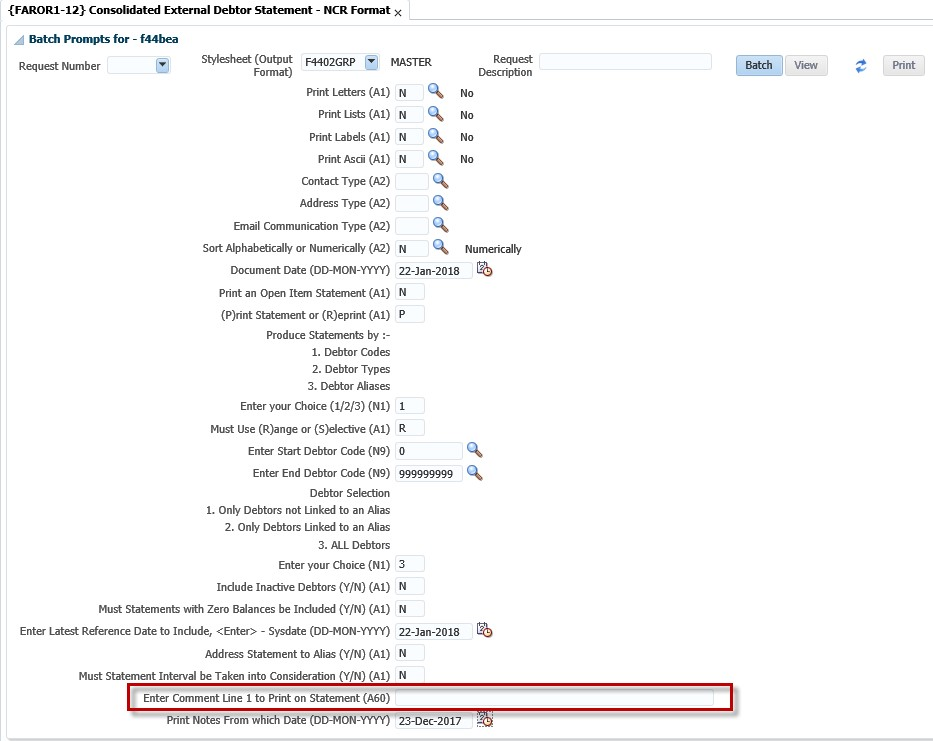 {FAROR1-12} Consolidated External Debtor Statement - NCR Format x
Batch Prompts for - f44bea
Request Number Stylesheet (Output Format) F4402GRP MASTER Request Description Batch View Print
Print Letters (A1) N No
Print Lists (A1) N No
Print Labels (A1) N No
Print Ascii (A1) N No
Contact Type (A2)
Address Type (A2)
Email Communication Type (A2)
Sort Alphabetically or Numerically (A2) N Numerically
Document Date (DD-MON-YYYY) 22-Jan-2018
Print an Open Item Statement (A1) N
(P)rint Statement or (R)eprint (A1) P
Produce Statements by :-
1. Debtor Codes
2. Debtor Types
3. Debtor Aliases
Enter your Choice (1/2/3) (N1) 1
Must Use (R)ange or (S)elective (A1) R
Enter Start Debtor Code (N9) 0
Enter End Debtor Code (N9) 999999999
Debtor Selection
1. Only Debtors not Linked to an Alias
2. Only Debtors Linked to an Alias
3. ALL Debtors
Enter your Choice (N1) 3
Include Inactive Debtors (Y/N) (A1) N
Must Statements with Zero Balances be Included (Y/N) (A1) N
Enter Latest Reference Date to Include, <Enter> - Sysdate (DD-MON-YYYY) 22-Jan-2018
Address Statement to Alias (Y/N) (A1) N
Must Statement Interval be Taken into Consideration (Y/N) (A1) N
Enter Comment Line 1 to Print on Statement (A60)
Print Notes From which Date (DD-MON-YYYY) 23-Dec-2017